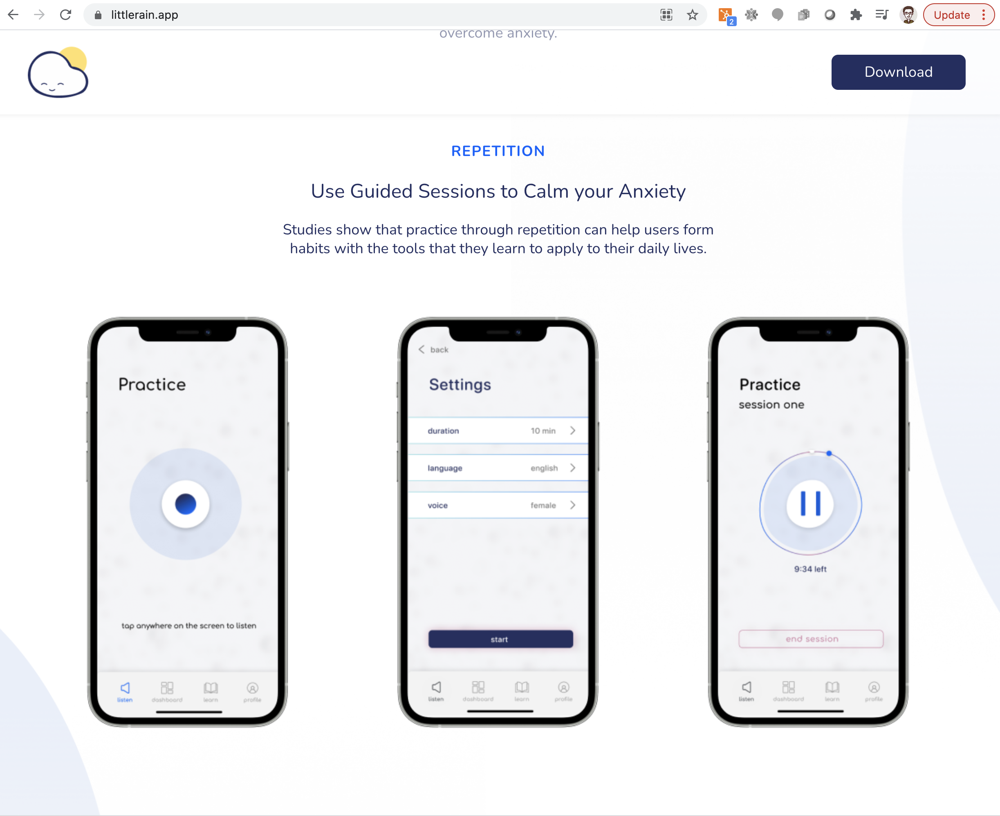 littlerain.app
2
Update
overcome anxiety.
Download
REPETITION
Use Guided Sessions to Calm your Anxiety
Studies show that practice through repetition can help users form
habits with the tools that they learn to apply to their daily lives.
Practice
tap anywhere on the screen to listen
listen dashboard learn profile
back
Settings
duration 10 min
language english
voice female
start
listen dashboard learn profile
Practice
session one
9:34 left
end session
listen dashboard learn profile